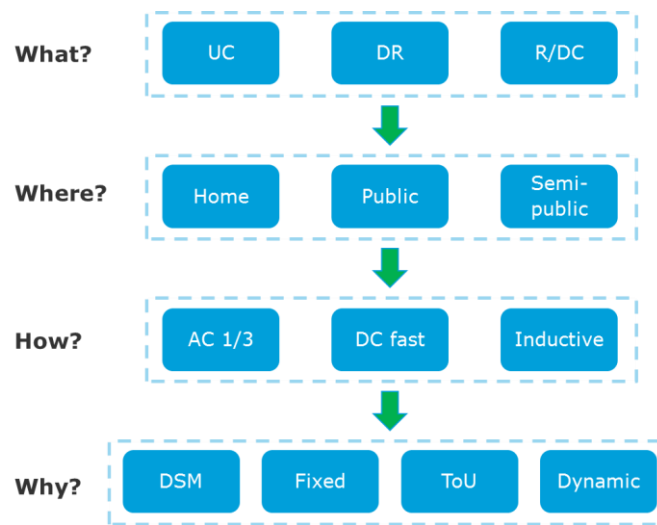 What?
UC
DR
R/DC
Where?
Home
Public
Semi-
public
How?
AC 1/3
DC fast
Inductive
Why?
DSM
Fixed
ToU
Dynamic